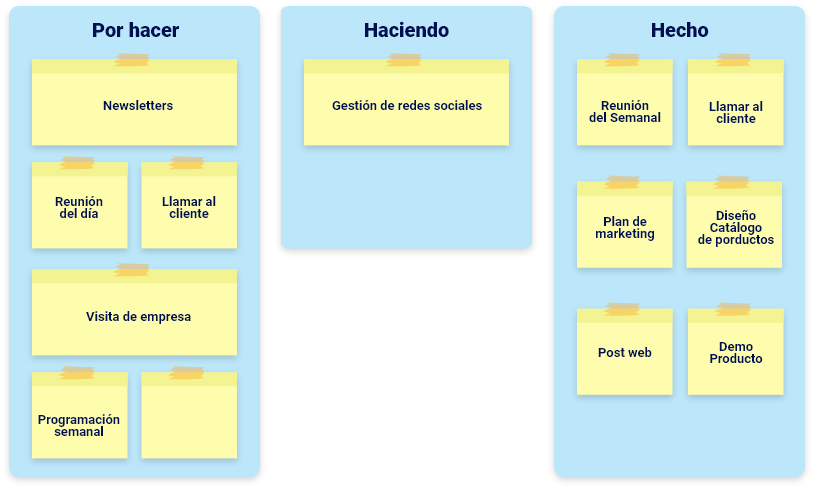 Por hacer
Newsletters
Reunión
del día
Llamar al
cliente
Visita de empresa
Programación
semanal
Haciendo
Gestión de redes sociales
Hecho
Reunión
del Semanal
Llamar al
cliente
Plan de
marketing
Diseño
Catálogo
de porductos
Post web
Demo
Producto